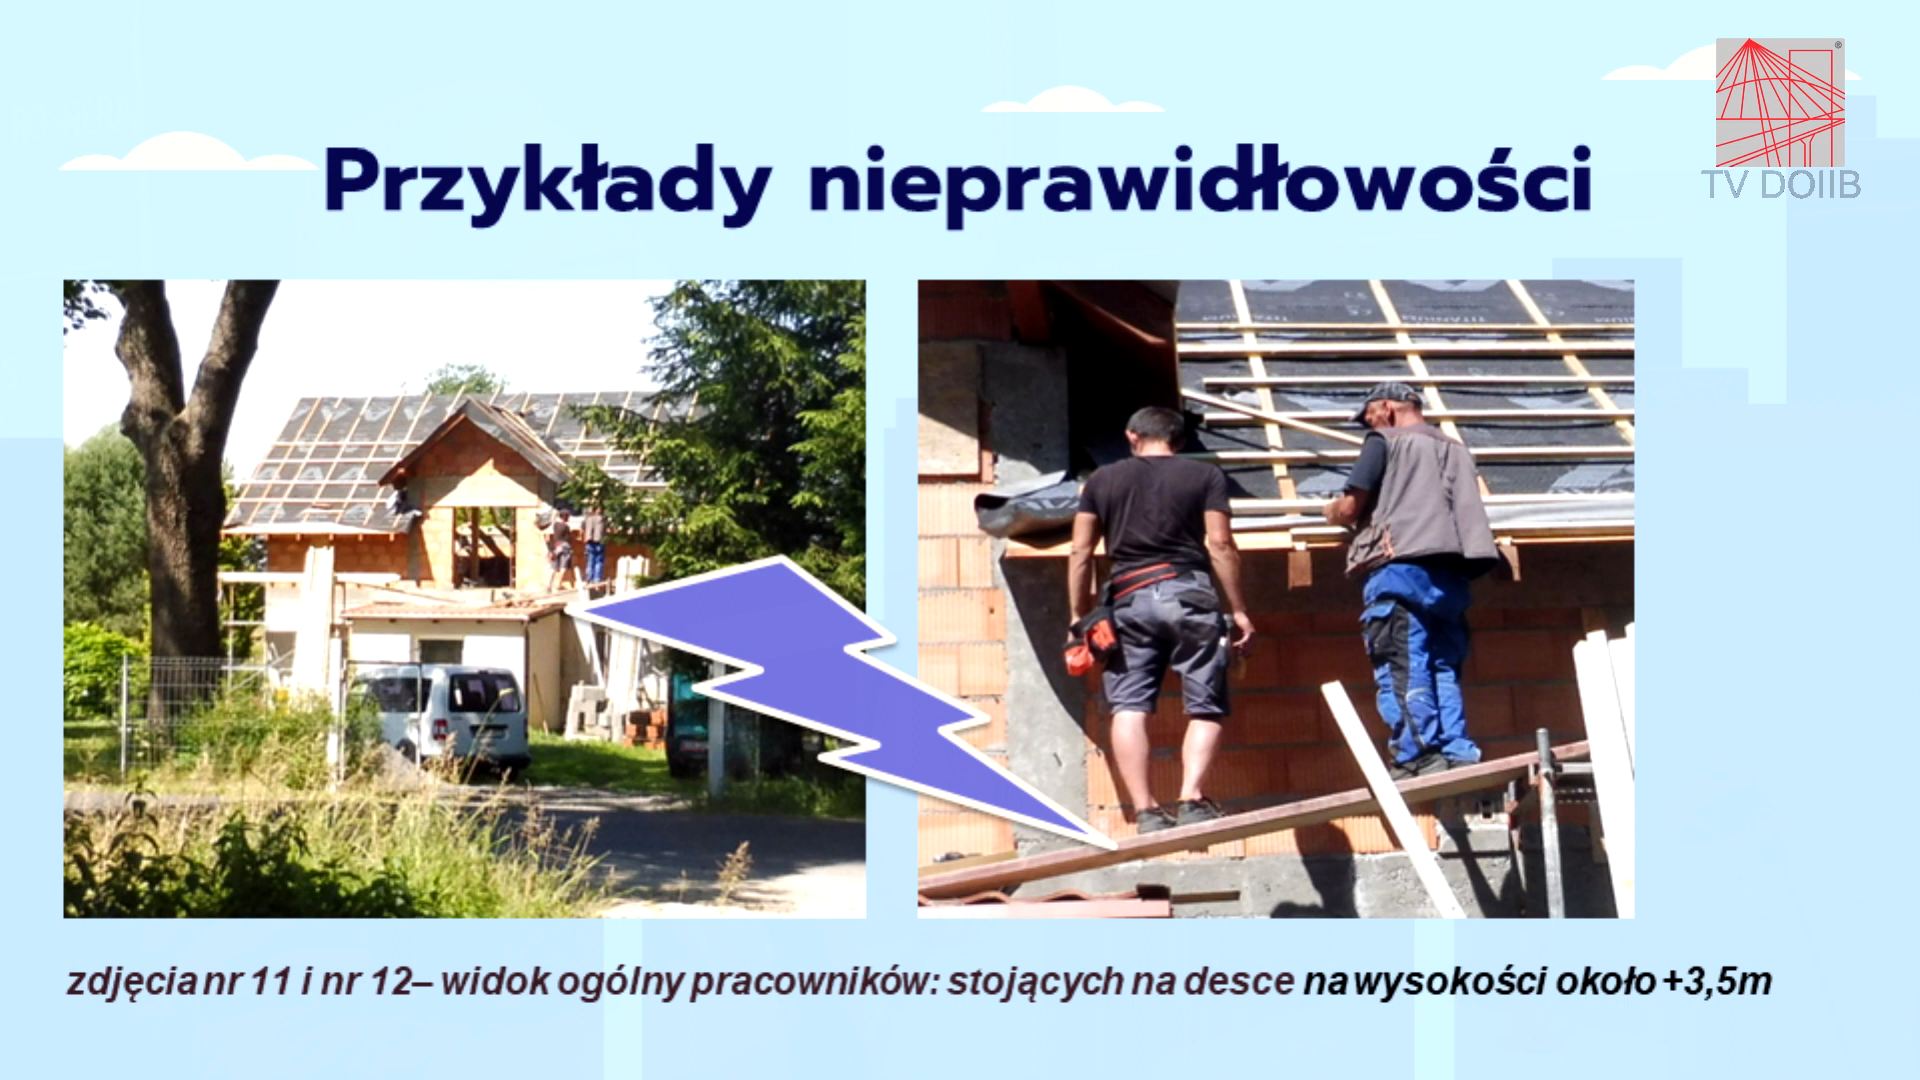 Przykłady nieprawidłowości
TV DOIIB
zdjęcia nr 11 i nr 12– widok ogólny pracowników: stojących na desce na wysokości około +3,5m